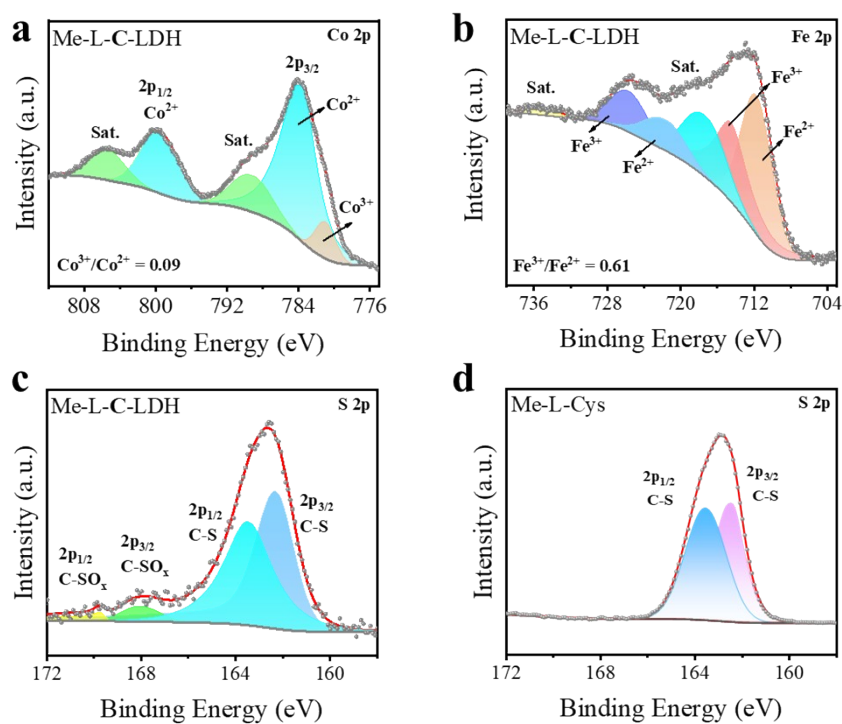 a
Me-L-C-LDH
Co 2p
2p₃/₂
2p₁/₂
Co²⁺
Co²⁺
Sat.
Sat.
Co³⁺
Co³⁺/Co²⁺ = 0.09
Intensity (a.u.)
808 800 792 784 776
Binding Energy (eV)
b
Me-L-C-LDH
Fe 2p
Sat.
Sat.
Fe³⁺
Fe²⁺
Fe³⁺
Fe²⁺
Fe³⁺/Fe²⁺ = 0.61
Intensity (a.u.)
736 728 720 712 704
Binding Energy (eV)
c
Me-L-C-LDH
S 2p
2p₁/₂
C-S
2p₃/₂
C-S
2p₁/₂
C-SOₓ
2p₃/₂
C-SOₓ
Intensity (a.u.)
172 168 163 162 160
Binding Energy (eV)
d
Me-L-Cys
S 2p
2p₁/₂
C-S
2p₃/₂
C-S
Intensity (a.u.)
172 168 163 162 160
Binding Energy (eV)